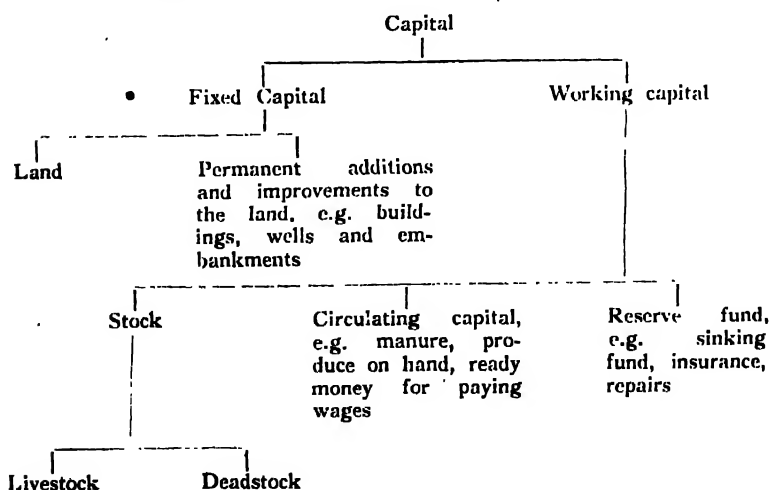 Capital
Fixed Capital
Working capital
Land
Permanent additions
and improvements to
the land, e.g. build-
ings, wells and em-
bankments
Stock
Circulating capital,
e.g. manure, pro-
duce on hand, ready
money for paying
wages
Reserve fund,
e.g. sinking
fund, insurance,
repairs
Livestock
Deadstock